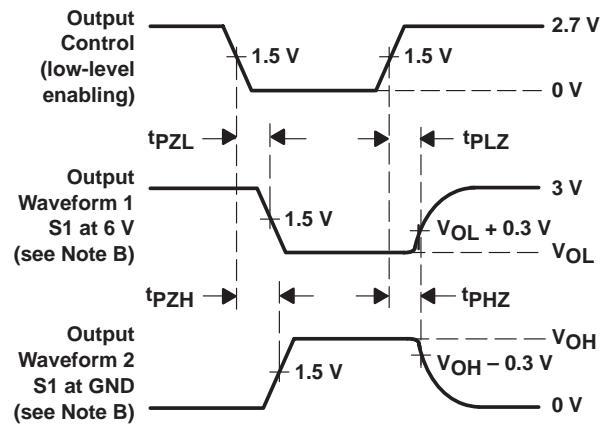 Output
Control
(low-level
enabling)
1.5 V
1.5 V
2.7 V
0 V
tPZL
tPLZ
Output
Waveform 1
S1 at 6 V
(see Note B)
1.5 V
3 V
VOL + 0.3 V
VOL
tPZH
tPHZ
Output
Waveform 2
S1 at GND
(see Note B)
1.5 V
VOH
VOH – 0.3 V
0 V